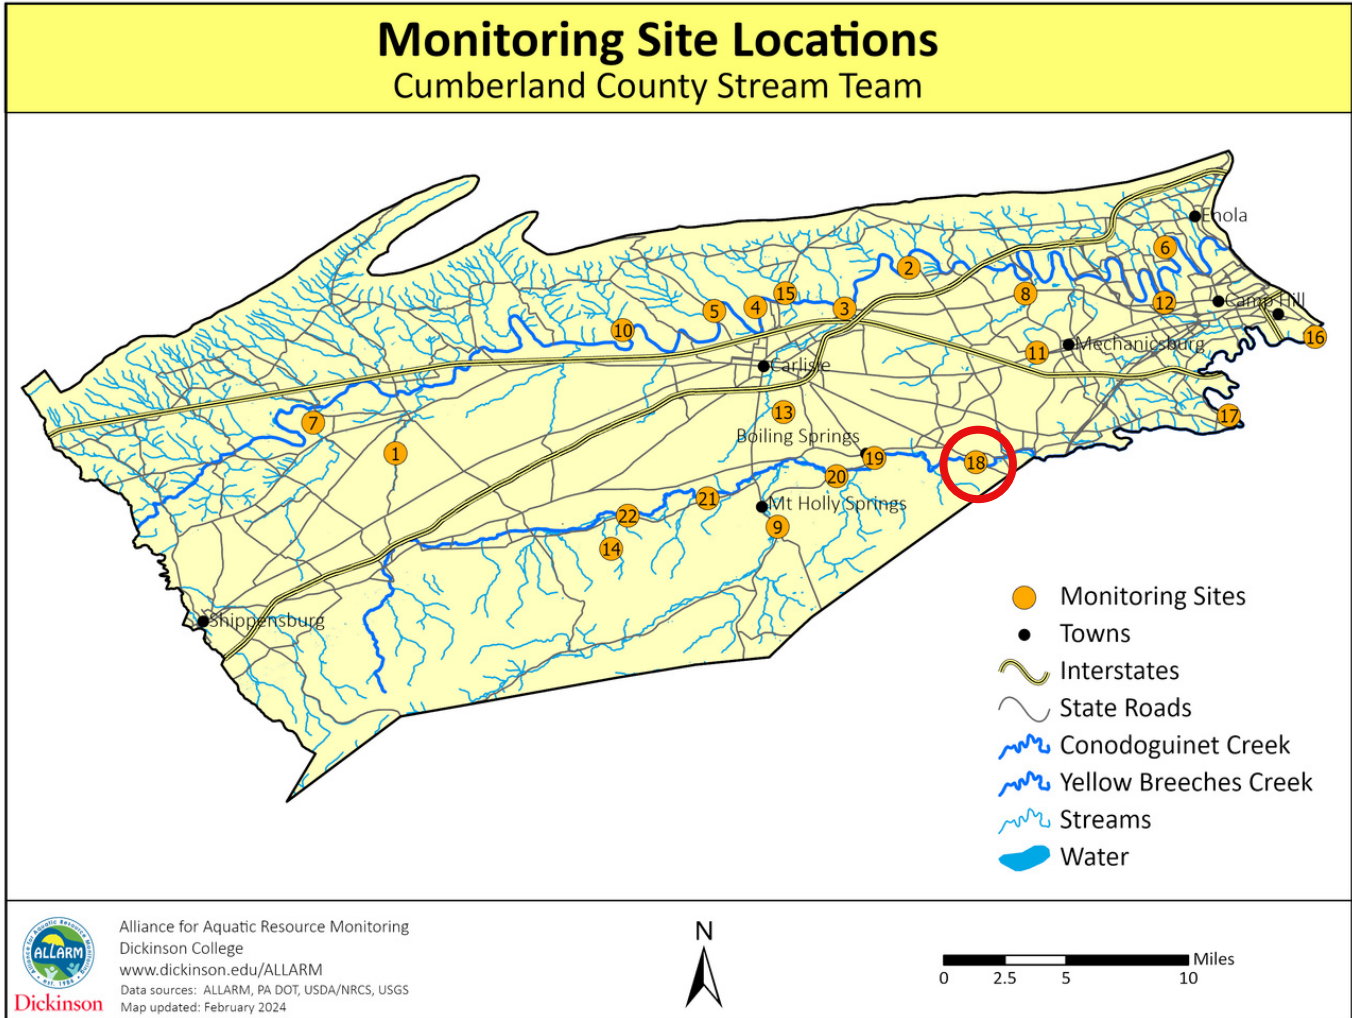 Monitoring Site Locations
Cumberland County Stream Team
Enola
6
2
15
8
12
Camp Hill
5
4
3
10
16
11
Mechanicsburg
Carlisle
7
13
17
Boiling Springs
1
19
18
20
21
Mt Holly Springs
22
9
14
Shippensburg
Monitoring Sites
Towns
Interstates
State Roads
Conodoguinet Creek
Yellow Breeches Creek
Streams
Water
ALLARM
Dickinson
Alliance for Aquatic Resource Monitoring
Dickinson College
www.dickinson.edu/ALLARM
Data sources: ALLARM, PA DOT, USDA/NRCS, USGS
Map updated: February 2024
N
Miles
0 2.5 5 10